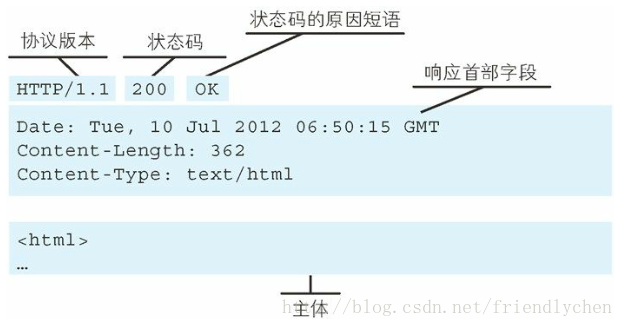 状态码的原因短语
协议版本 状态码
响应首部字段
HTTP/1.1 200 OK
Date: Tue, 10 Jul 2012 06:50:15 GMT
Content-Length: 362
Content-Type: text/html
<html>
…
主体
http://blog.csdn.net/friendlychen